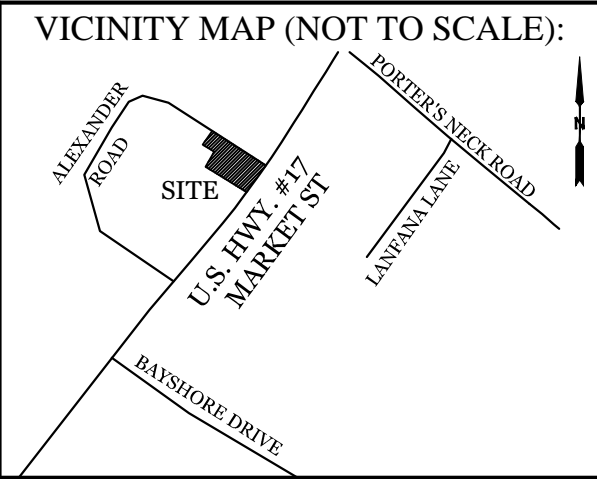 VICINITY MAP (NOT TO SCALE):
PORTER'S NECK ROAD
N
ALEXANDER
ROAD
SITE
U.S. HWY. #17
MARKET ST
LANFANA LANE
BAYSHORE DRIVE